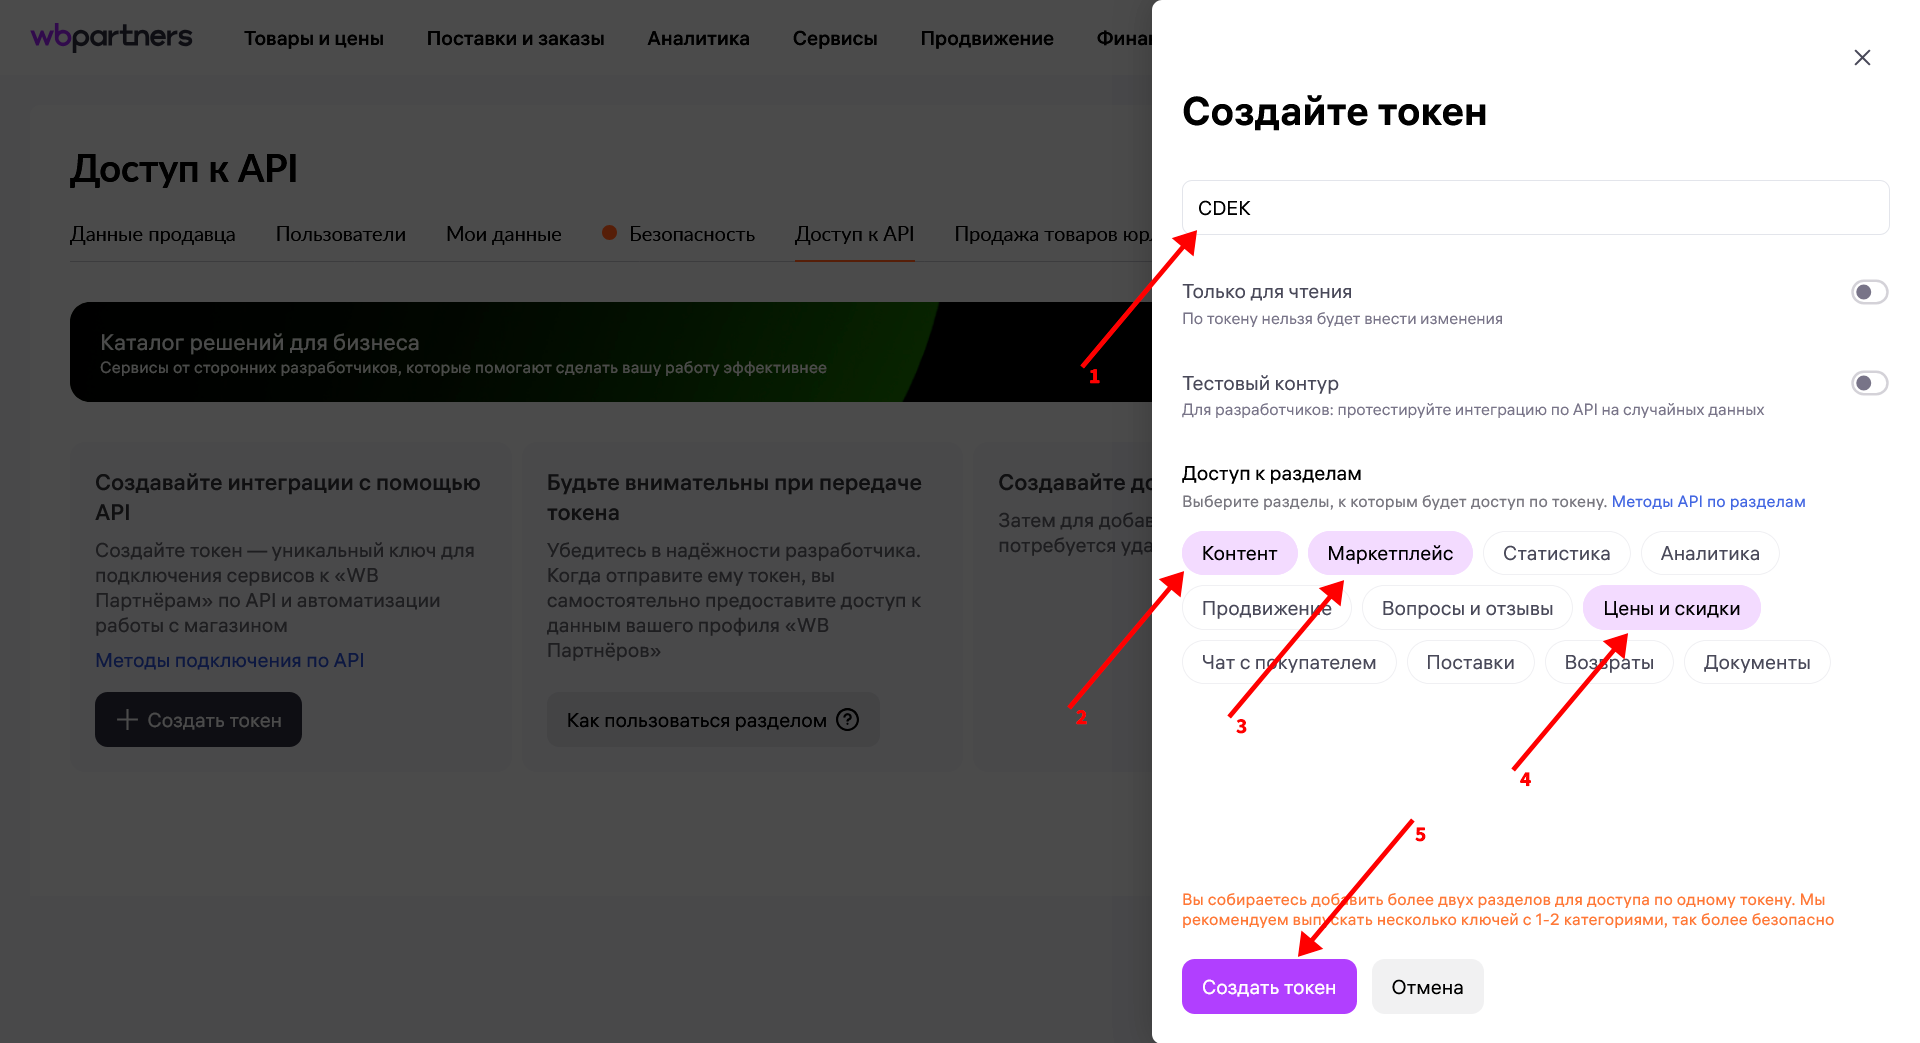 wbpartners
Товары и цены
Поставки и заказы
Аналитика
Сервисы
Продвижение
Доступ к API
Данные продавца
Пользователи
Мои данные
Безопасность
Доступ к API
Продажа товаров
Каталог решений для бизнеса
Сервисы от сторонних разработчиков, которые помогают сделать вашу работу эффективнее
Создавайте интеграции с помощью
API
Создайте токен — уникальный ключ для
подключения сервисов к «WB
Партнёрам» по API и автоматизации
работы с магазином
Методы подключения по API
Создать токен
Будьте внимательны при передаче
токена
Убедитесь в надёжности разработчика.
Когда отправите ему токен, вы
самостоятельно предоставите доступ к
данным вашего профиля «WB
Партнёров»
Как пользоваться разделом ?
Создавайте
Затем для
потребуется
Создайте токен
CDEK
1
Только для чтения
По токену нельзя будет внести изменения
Тестовый контур
Для разработчиков: протестируйте интеграцию по API на случайных данных
Доступ к разделам
Выберите разделы, к которым будет доступ по токену. Методы API по разделам
Контент
Маркетплейс
Статистика
Аналитика
Продвижение
Вопросы и отзывы
Цены и скидки
Чат с покупателем
Поставки
Возвраты
Документы
2
3
4
5
Вы собираетесь добавить более двух разделов для доступа по одному токену. Мы
рекомендуем выпускать несколько ключей с 1-2 категориями, так более безопасно
Создать токен
Отмена